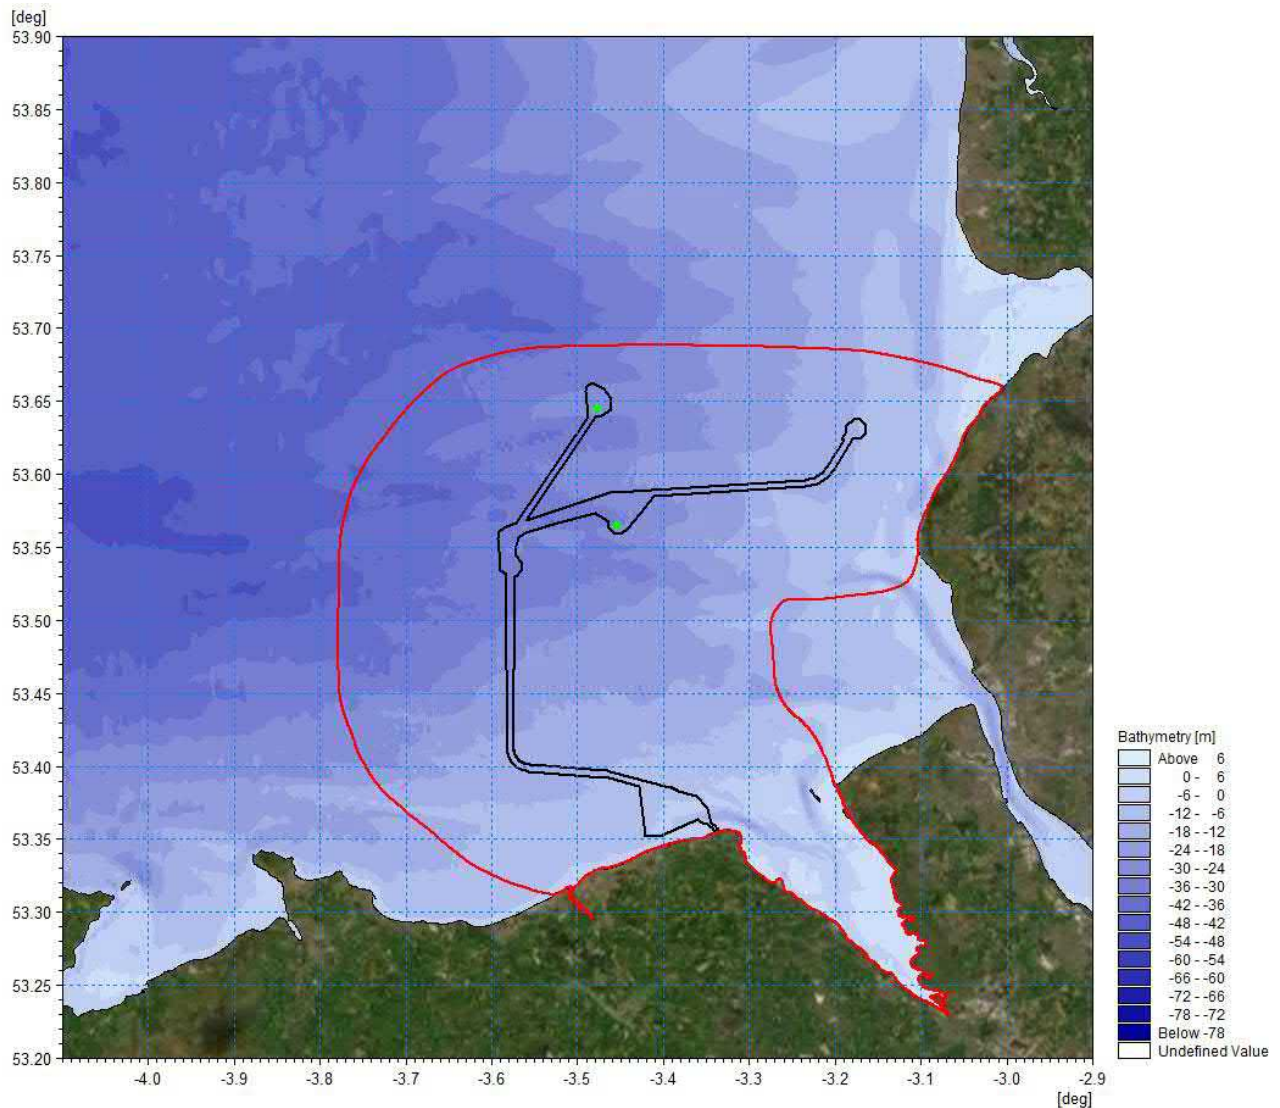 [deg]
53.90
53.85
53.80
53.75
53.70
53.65
53.60
53.55
53.50
53.45
53.40
53.35
53.30
53.25
53.20
-4.0 -3.9 -3.8 -3.7 -3.6 -3.5 -3.4 -3.3 -3.2 -3.1 -3.0 -2.9
[deg]
Bathymetry [m]
Above 6
0 - 6
-6 - 0
-12 - -6
-18 - -12
-24 - -18
-30 - -24
-36 - -30
-42 - -36
-48 - -42
-54 - -48
-60 - -54
-66 - -60
-72 - -66
-78 - -72
Below -78
Undefined Value